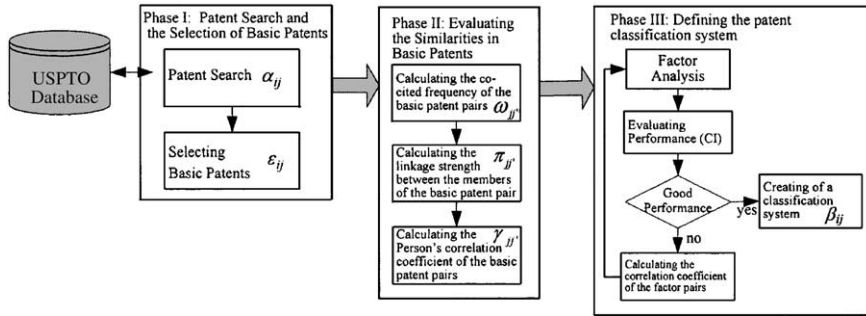 USPTO
Database
Phase I: Patent Search and
the Selection of Basic Patents
Patent Search α_ij
Selecting
Basic Patents ε_ij
Phase II: Evaluating
the Similarities in
Basic Patents
Calculating the co-
cited frequency of the
basic patent pairs ω_jj'
Calculating the
linkage strength π_jj'
between the members
of the basic patent pair
Calculating the γ_jj'
Person's correlation
coefficient of the basic
patent pairs
Phase III: Defining the patent
classification system
Factor
Analysis
Evaluating
Performance (CI)
Good
Performance
yes
Creating of a
classification
system β_ij
no
Calculating the
correlation coefficient
of the factor pairs